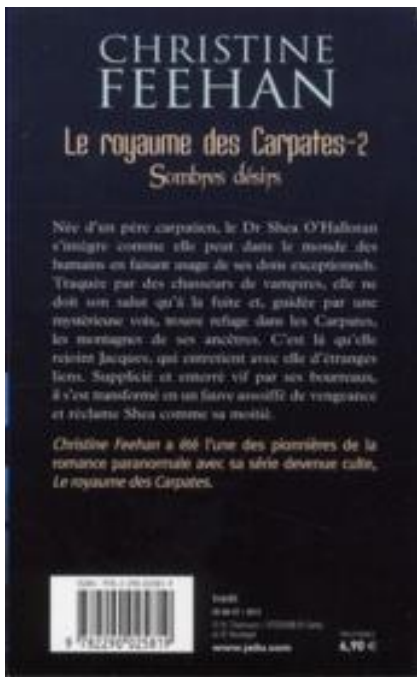 CHRISTINE
FEEHAN
Le royaume des Carpates-2
Sombres désirs
Née d'un père carpatien, le Dr Shea O'Halloran
s'intègre comme elle peut dans le monde des
humains en faisant usage de ses dons exceptionnels.
Traquée par des chasseurs de vampires, elle ne
doit son salut qu'à la fuite et, guidée par une
mystérieuse voix, trouve refuge dans les Carpates,
les montagnes de ses ancêtres. C'est là qu'elle
rejoint Jacques, qui entretient avec elle d'étranges
liens. Supplicié et enterré vif par ses bourreaux,
il s'est transformé en un fauve assoiffé de vengeance
et réclame Shea comme sa moitié.
Christine Feehan a été l'une des pionnières de la
romance paranormale avec sa série devenue culte,
Le royaume des Carpates.
Inédit
www.jailu.com
6,90 €
9 782290 025819